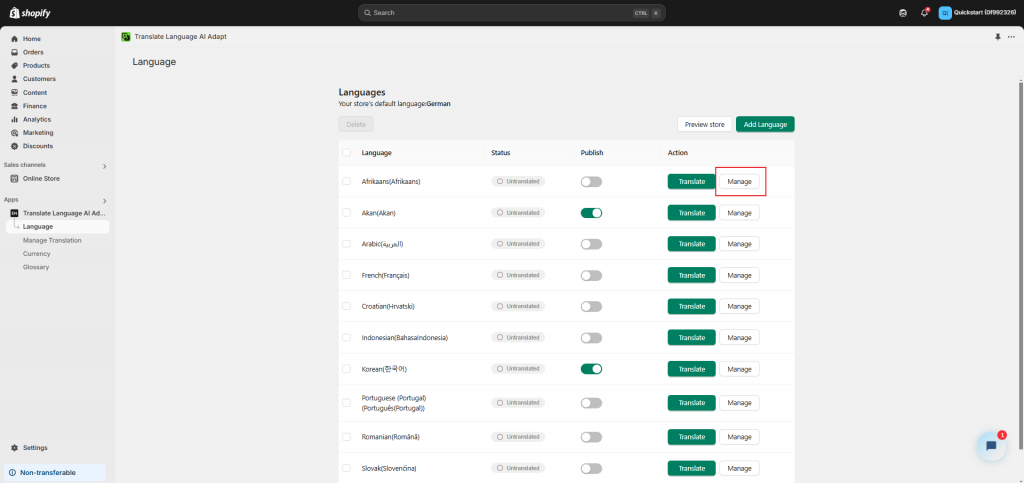 shopify
Search
CTRL K
Quickstart (0f992328)
Home
Orders
Products
Customers
Content
Finance
Analytics
Marketing
Discounts
Sales channels
Online Store
Apps
Translate Language AI Ad...
Language
Manage Translation
Currency
Glossary
Settings
Non-transferable
Translate Language AI Adapt
Language
Languages
Your store's default language:German
Delete
Preview store
Add Language
Language Status Publish Action
Afrikaans(Afrikaans) Untranslated Translate Manage
Akan(Akan) Untranslated Translate Manage
Arabic(العربية) Untranslated Translate Manage
French(Français) Untranslated Translate Manage
Croatian(Hrvatski) Untranslated Translate Manage
Indonesian(BahasaIndonesia) Untranslated Translate Manage
Korean(한국어) Untranslated Translate Manage
Portuguese (Portugal)
(Português(Portugal)) Untranslated Translate Manage
Romanian(Română) Untranslated Translate Manage
Slovak(Slovenčina) Untranslated Translate Manage
1